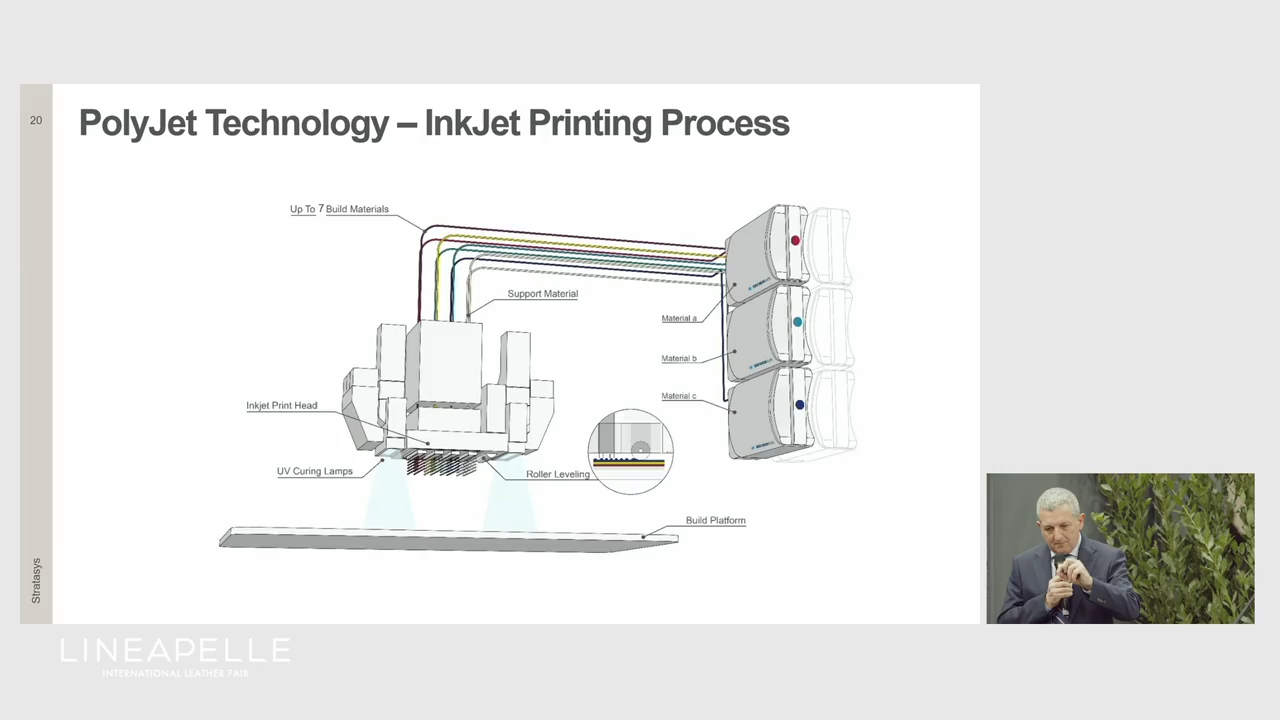 20
PolyJet Technology – InkJet Printing Process
Up To 7 Build Materials
Support Material
Material a
Material b
Material c
Inkjet Print Head
UV Curing Lamps
Roller Leveling
Build Platform
Stratasys
LINEAPELLE
INTERNATIONAL LEATHER FAIR